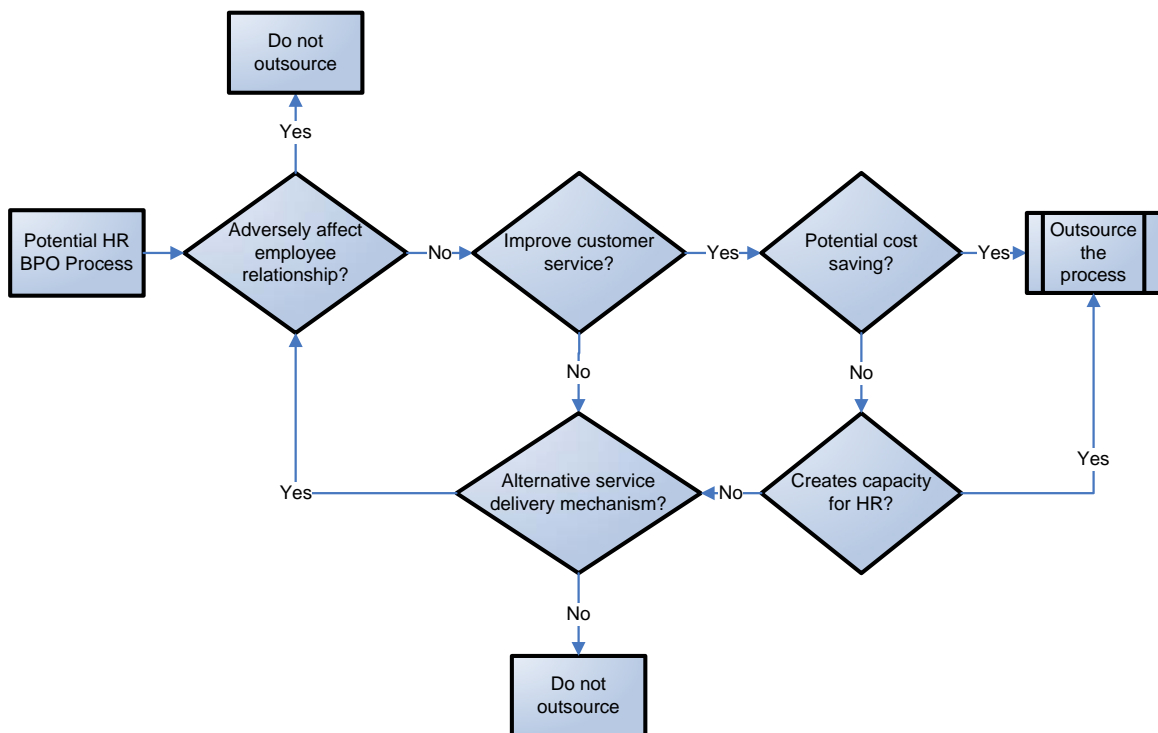 Do not
outsource
Yes
Potential HR
BPO Process
Adversely affect
employee
relationship?
No
Improve customer
service?
Yes
Potential cost
saving?
Yes
Outsource
the
process
No
No
Yes
Alternative service
delivery mechanism?
No
Creates capacity
for HR?
Yes
No
Do not
outsource